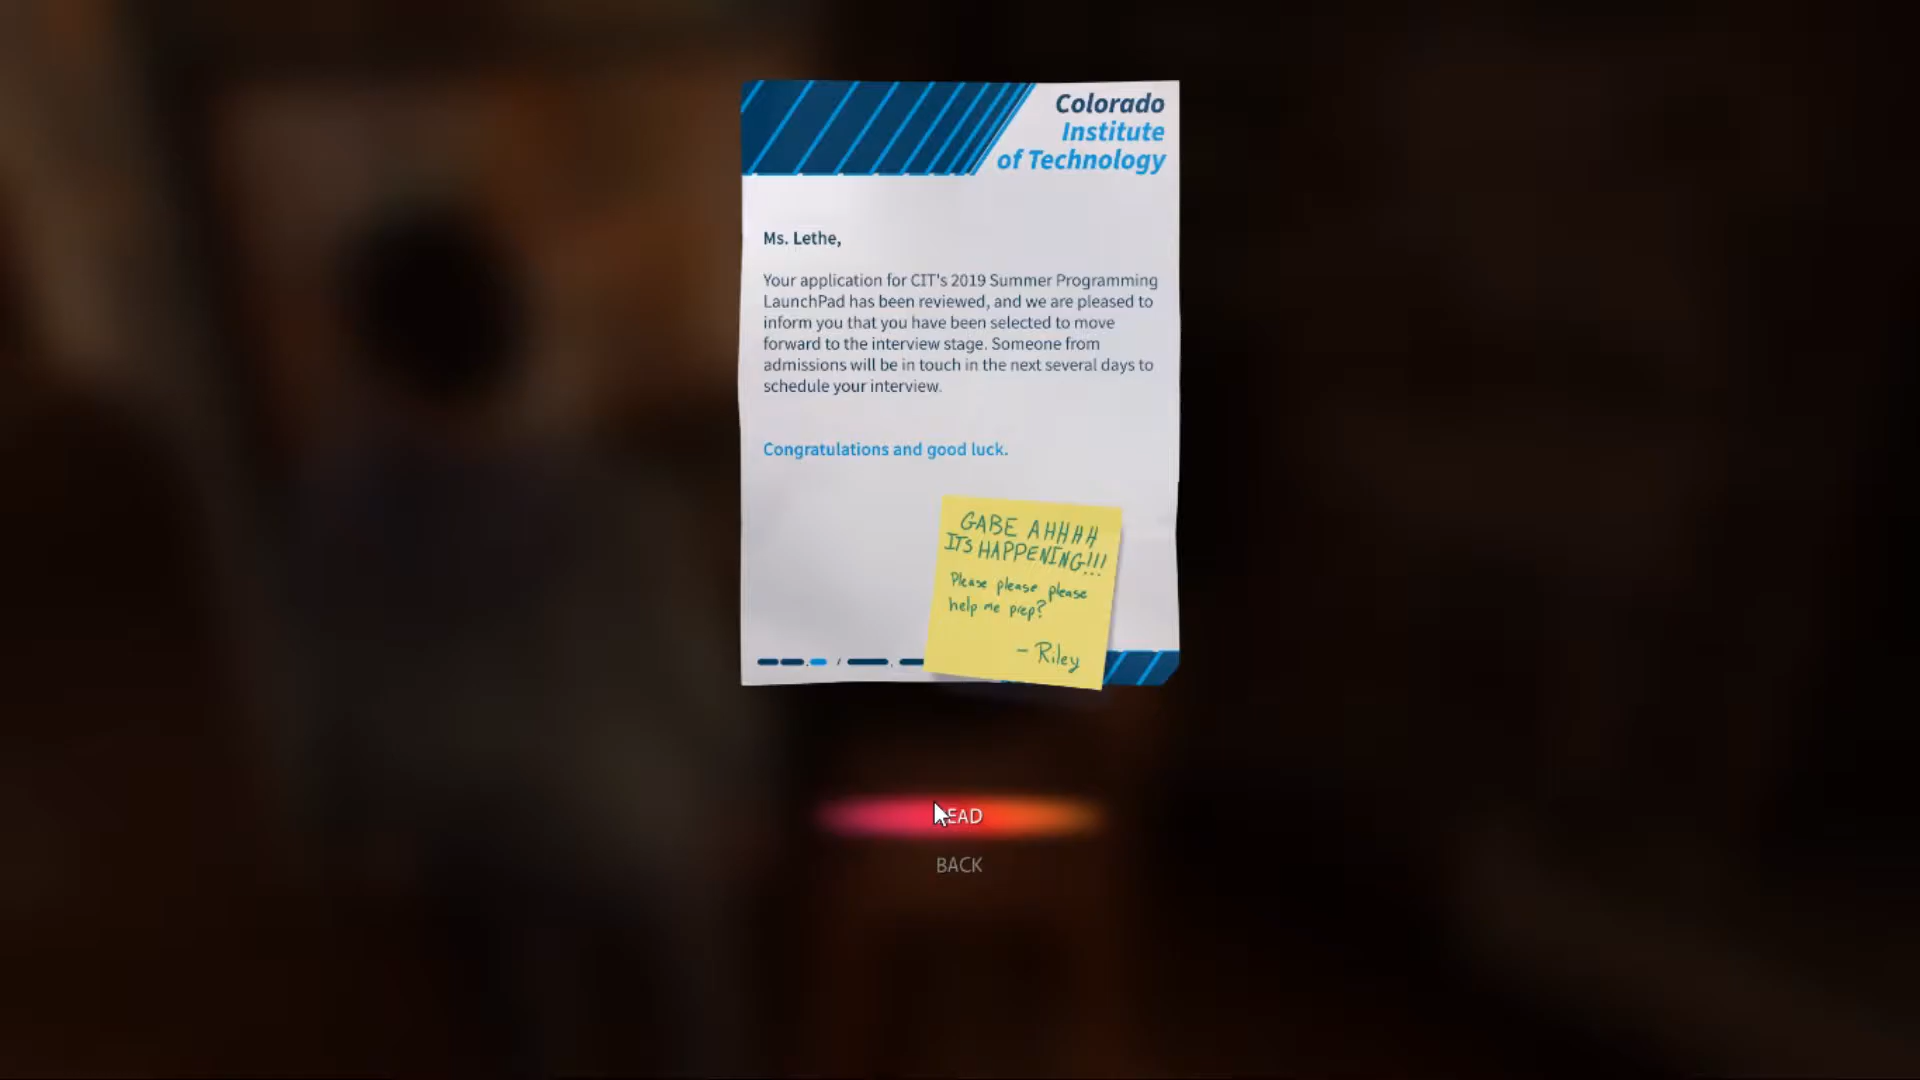 Colorado
Institute
of Technology
Ms. Lethe,
Your application for CIT's 2019 Summer Programming
LaunchPad has been reviewed, and we are pleased to
inform you that you have been selected to move
forward to the interview stage. Someone from
admissions will be in touch in the next several days to
schedule your interview.
Congratulations and good luck.
GABE AHHHH
ITS HAPPENING!!!
Please please please
help me prep?
- Riley
BACK